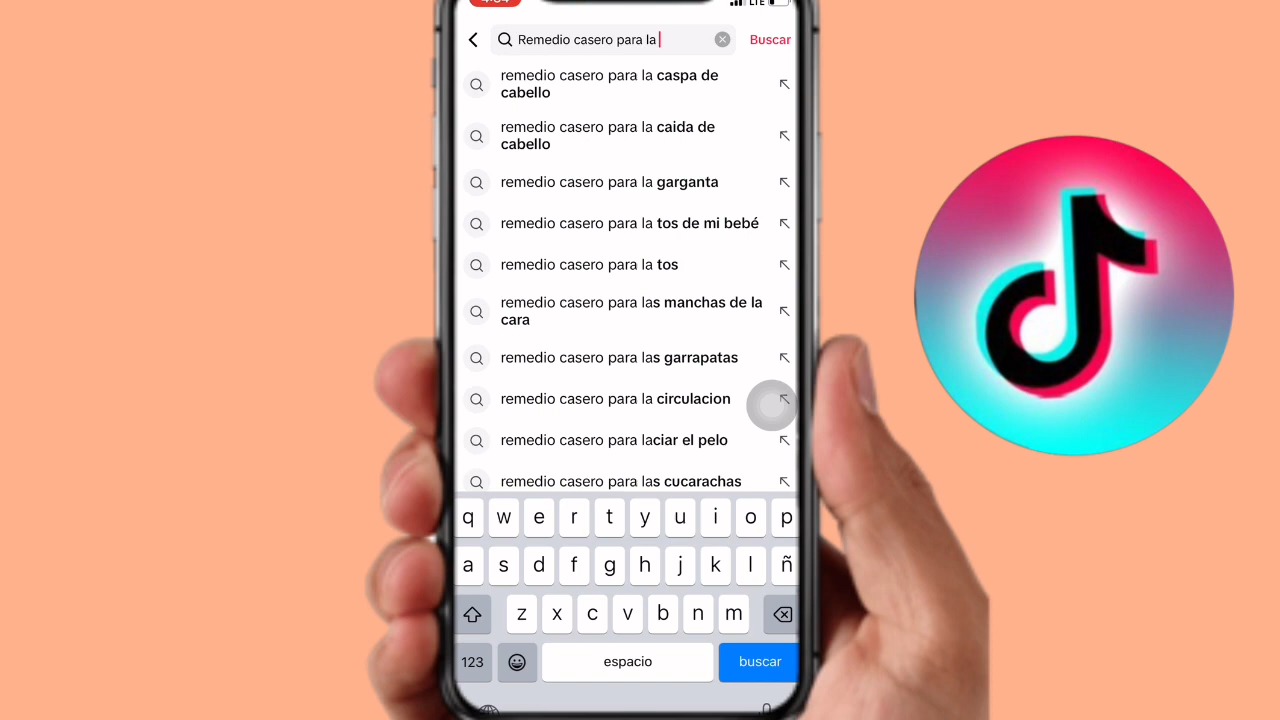 4:34
LTE
Remedio casero para la
Buscar
remedio casero para la caspa de
cabello
remedio casero para la caida de
cabello
remedio casero para la garganta
remedio casero para la tos de mi bebé
remedio casero para la tos
remedio casero para las manchas de la
cara
remedio casero para las garrapatas
remedio casero para la circulacion
remedio casero para laciar el pelo
remedio casero para las cucarachas
q w e r t y u i o p
a s d f g h j k l ñ
z x c v b n m
123 espacio buscar